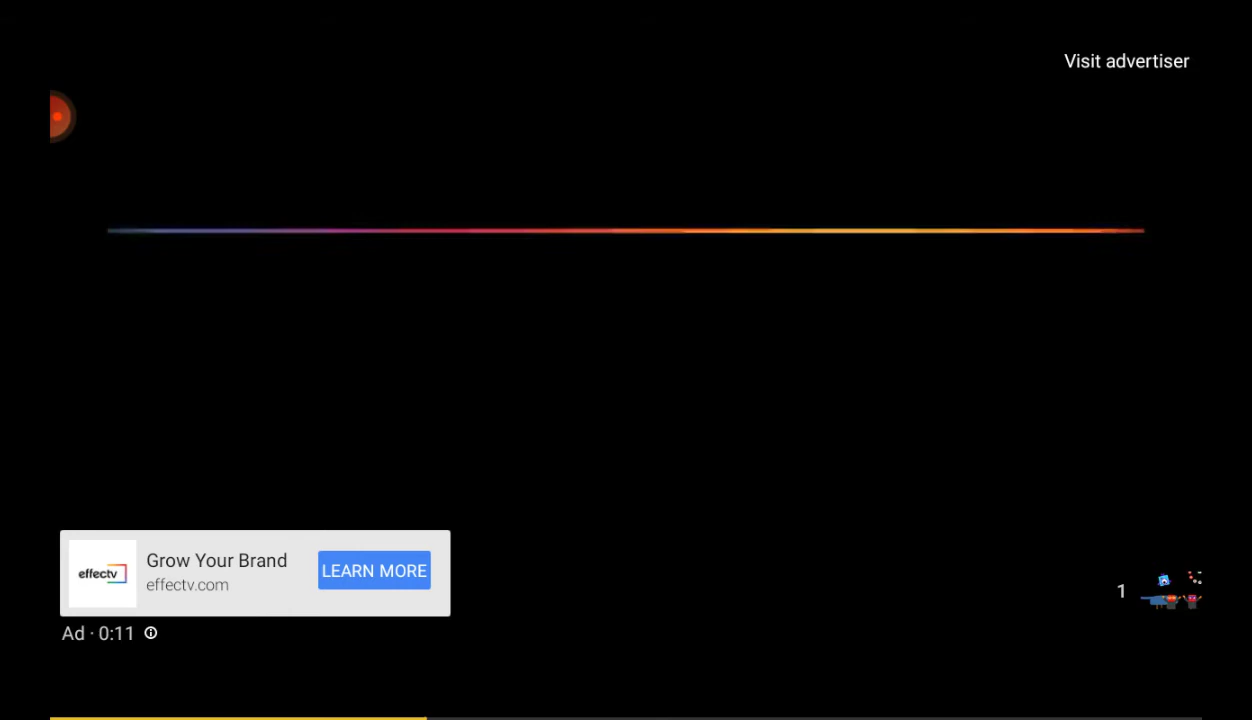 Visit advertiser
effectv
Grow Your Brand
effectv.com
LEARN MORE
1
Ad · 0:11